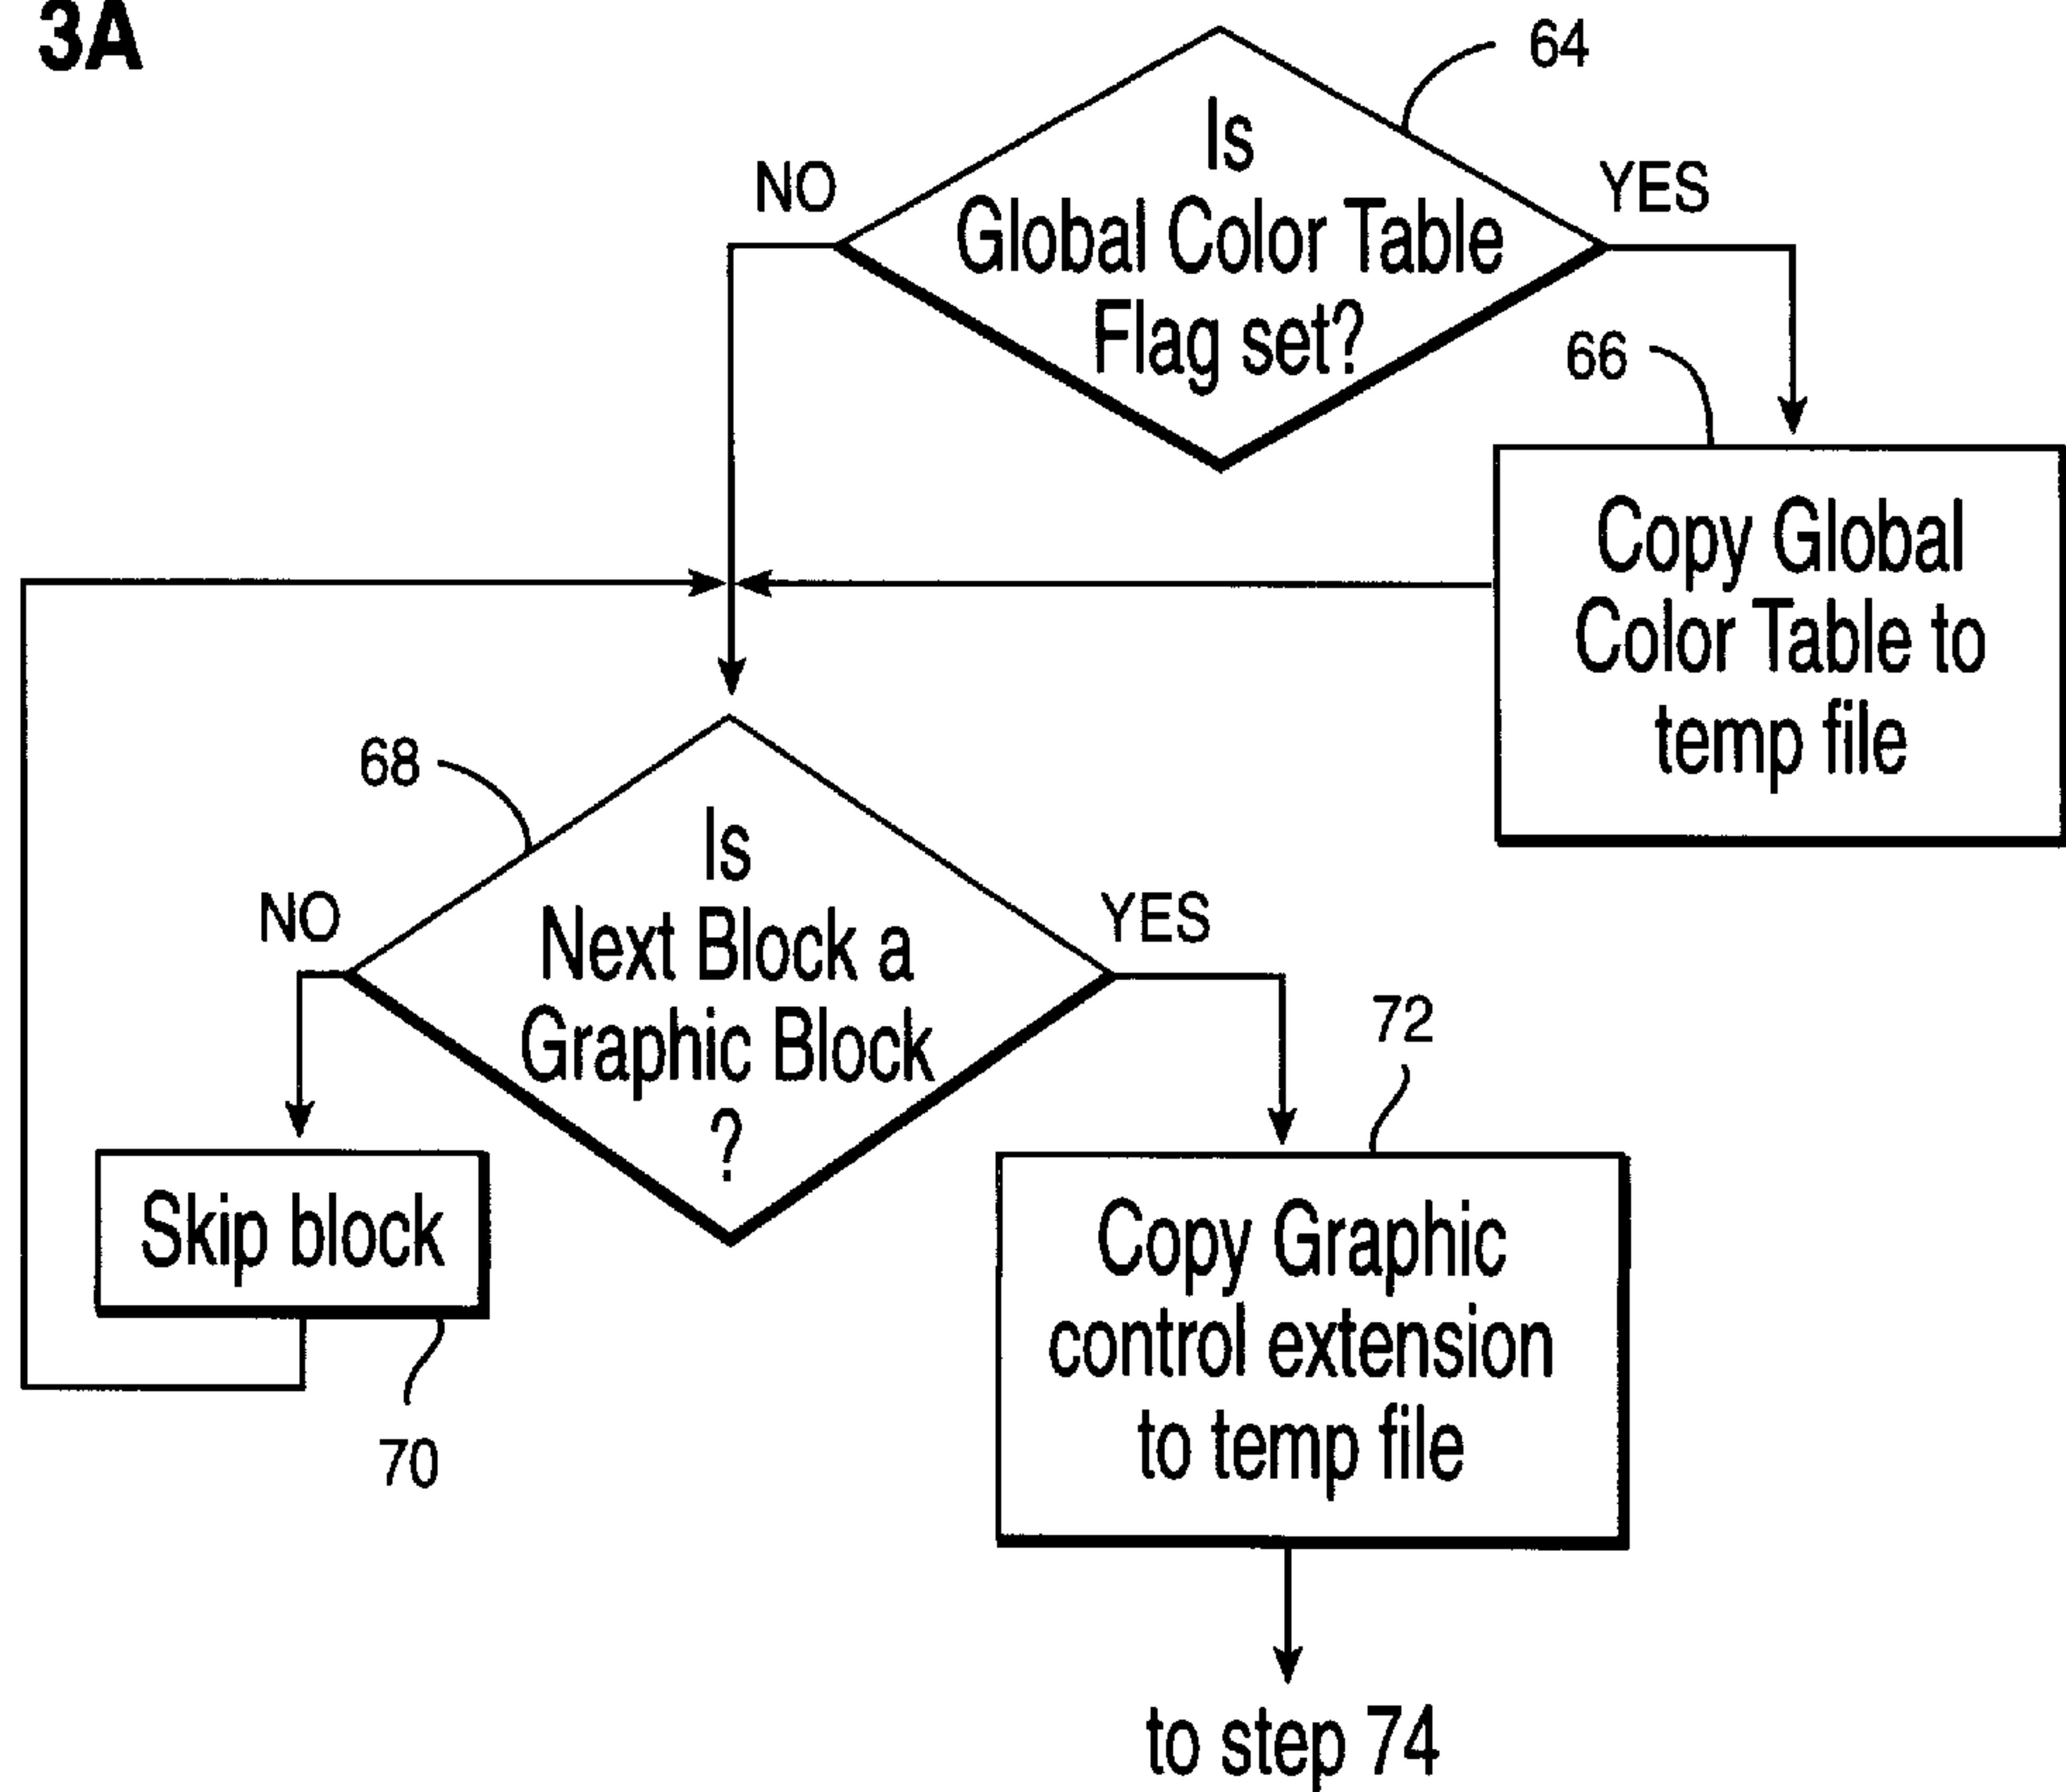 3A
64
Is
Global Color Table
Flag set?
NO
YES
66
Copy Global
Color Table to
temp file
68
Is
Next Block a
Graphic Block
?
NO
YES
Skip block
70
72
Copy Graphic
control extension
to temp file
to step 74